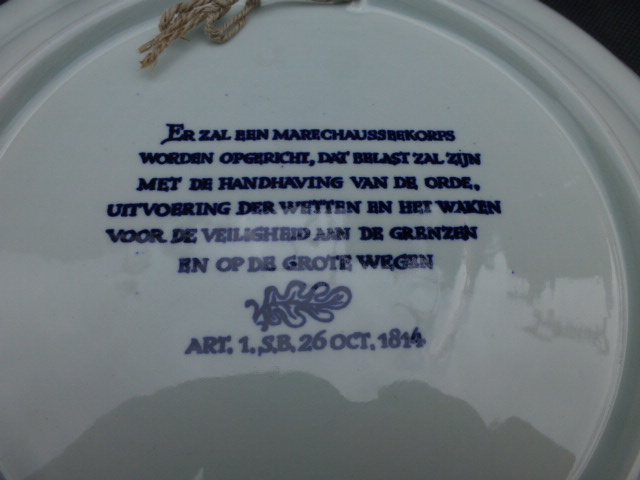 ER ZAL EEN MARECHAUSSEEKORPS
WORDEN OPGERICHT, DAT BELAST ZAL ZIJN
MET DE HANDHAVING VAN DE ORDE,
UITVOERING DER WETTEN EN HET WAKEN
VOOR DE VEILIGHEID AAN DE GRENZEN
EN OP DE GROTE WEGEN
ART. 1, S.B. 26 OCT. 1814